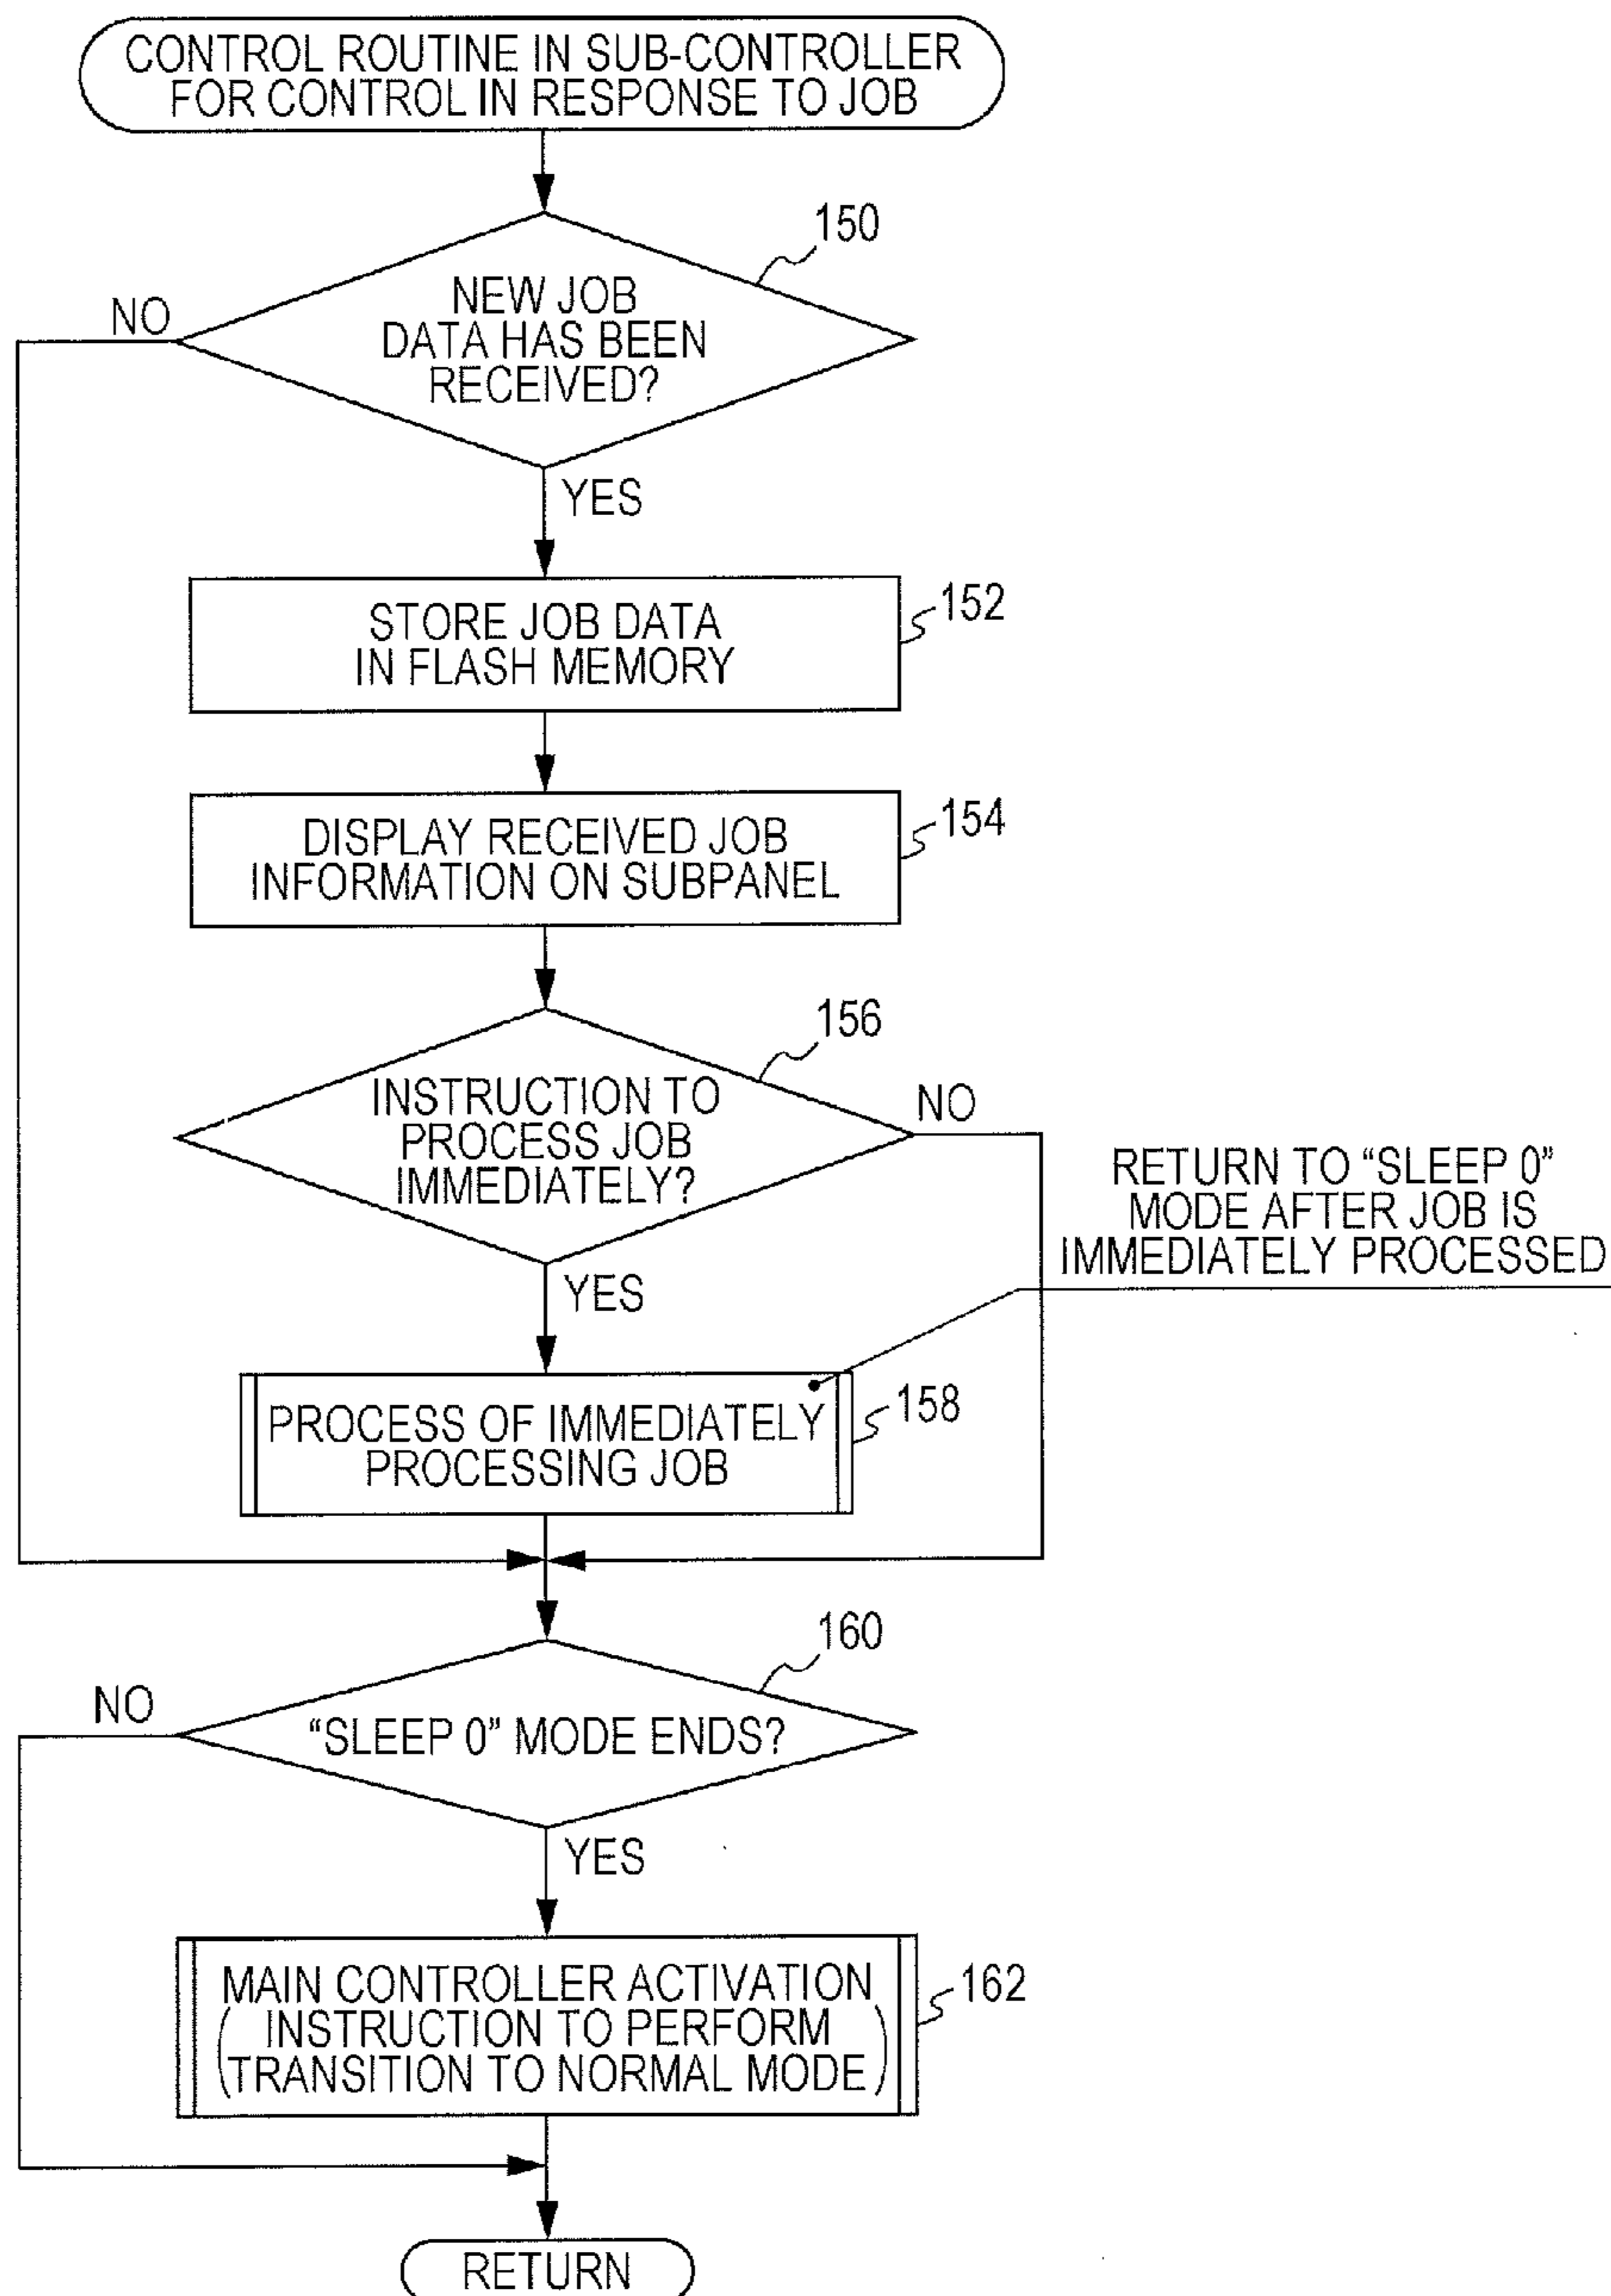 CONTROL ROUTINE IN SUB-CONTROLLER
FOR CONTROL IN RESPONSE TO JOB
150
NEW JOB
DATA HAS BEEN
RECEIVED?
NO
YES
STORE JOB DATA
IN FLASH MEMORY
152
DISPLAY RECEIVED JOB
INFORMATION ON SUBPANEL
154
156
INSTRUCTION TO
PROCESS JOB
IMMEDIATELY?
NO
YES
RETURN TO “SLEEP 0”
MODE AFTER JOB IS
IMMEDIATELY PROCESSED
PROCESS OF IMMEDIATELY
PROCESSING JOB
158
160
NO
“SLEEP 0” MODE ENDS?
YES
MAIN CONTROLLER ACTIVATION
(INSTRUCTION TO PERFORM
TRANSITION TO NORMAL MODE)
162
RETURN